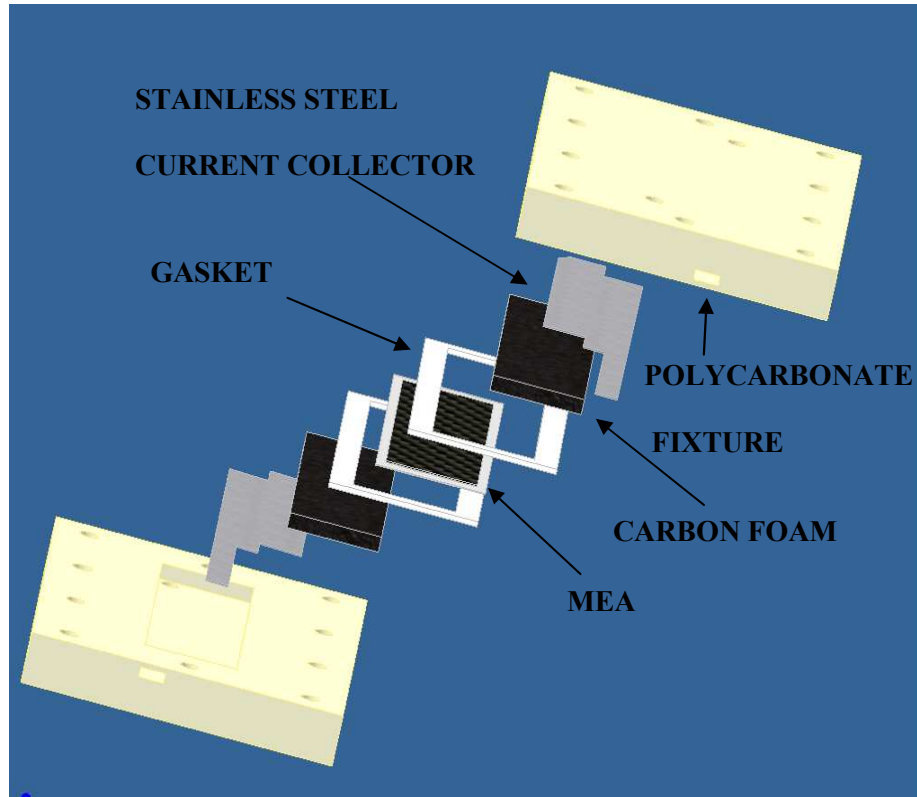 STAINLESS STEEL
CURRENT COLLECTOR
GASKET
POLYCARBONATE
FIXTURE
CARBON FOAM
MEA